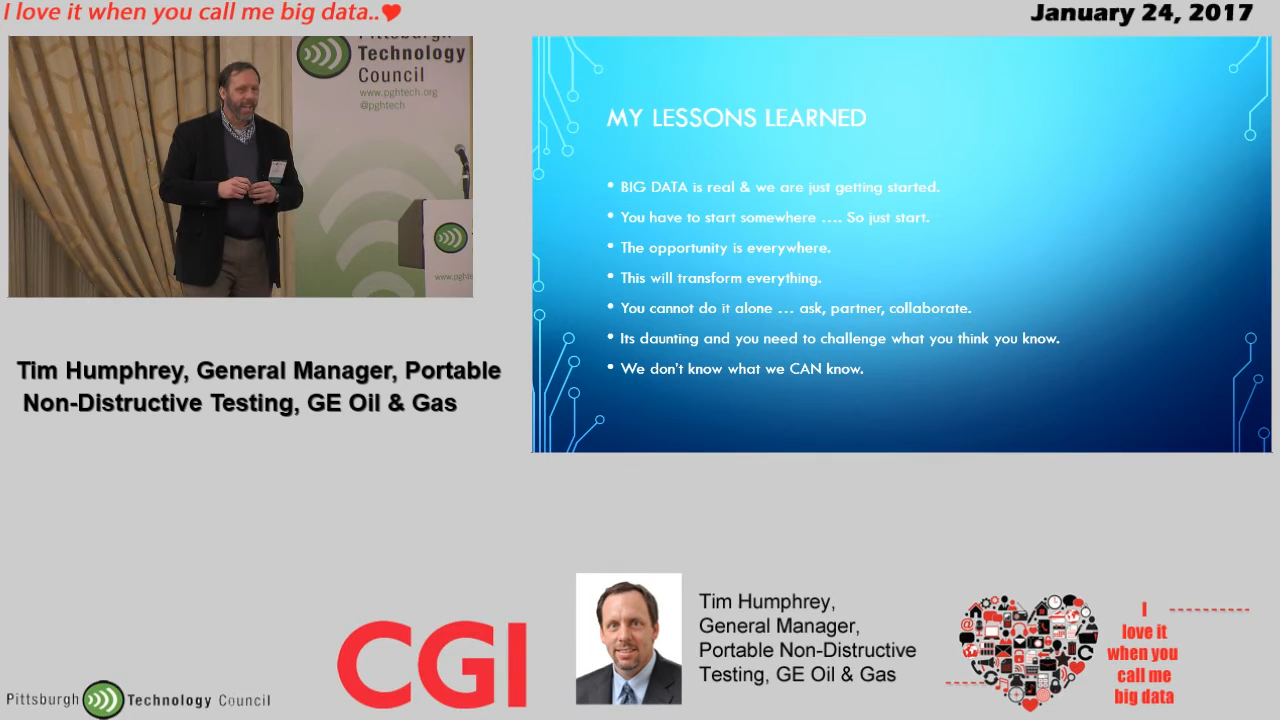 I love it when you call me big data..
January 24, 2017
Pittsburgh
Technology
Council
www.pghtech.org
@pghtech
MY LESSONS LEARNED
• BIG DATA is real & we are just getting started.
• You have to start somewhere .... So just start.
• The opportunity is everywhere.
• This will transform everything.
• You cannot do it alone ... ask, partner, collaborate.
• Its daunting and you need to challenge what you think you know.
• We don't know what we CAN know.
Tim Humphrey, General Manager, Portable
Non-Distructive Testing, GE Oil & Gas
Pittsburgh Technology Council
CGI
Tim Humphrey,
General Manager,
Portable Non-Distructive
Testing, GE Oil & Gas
I
love it
when you
call me
big data